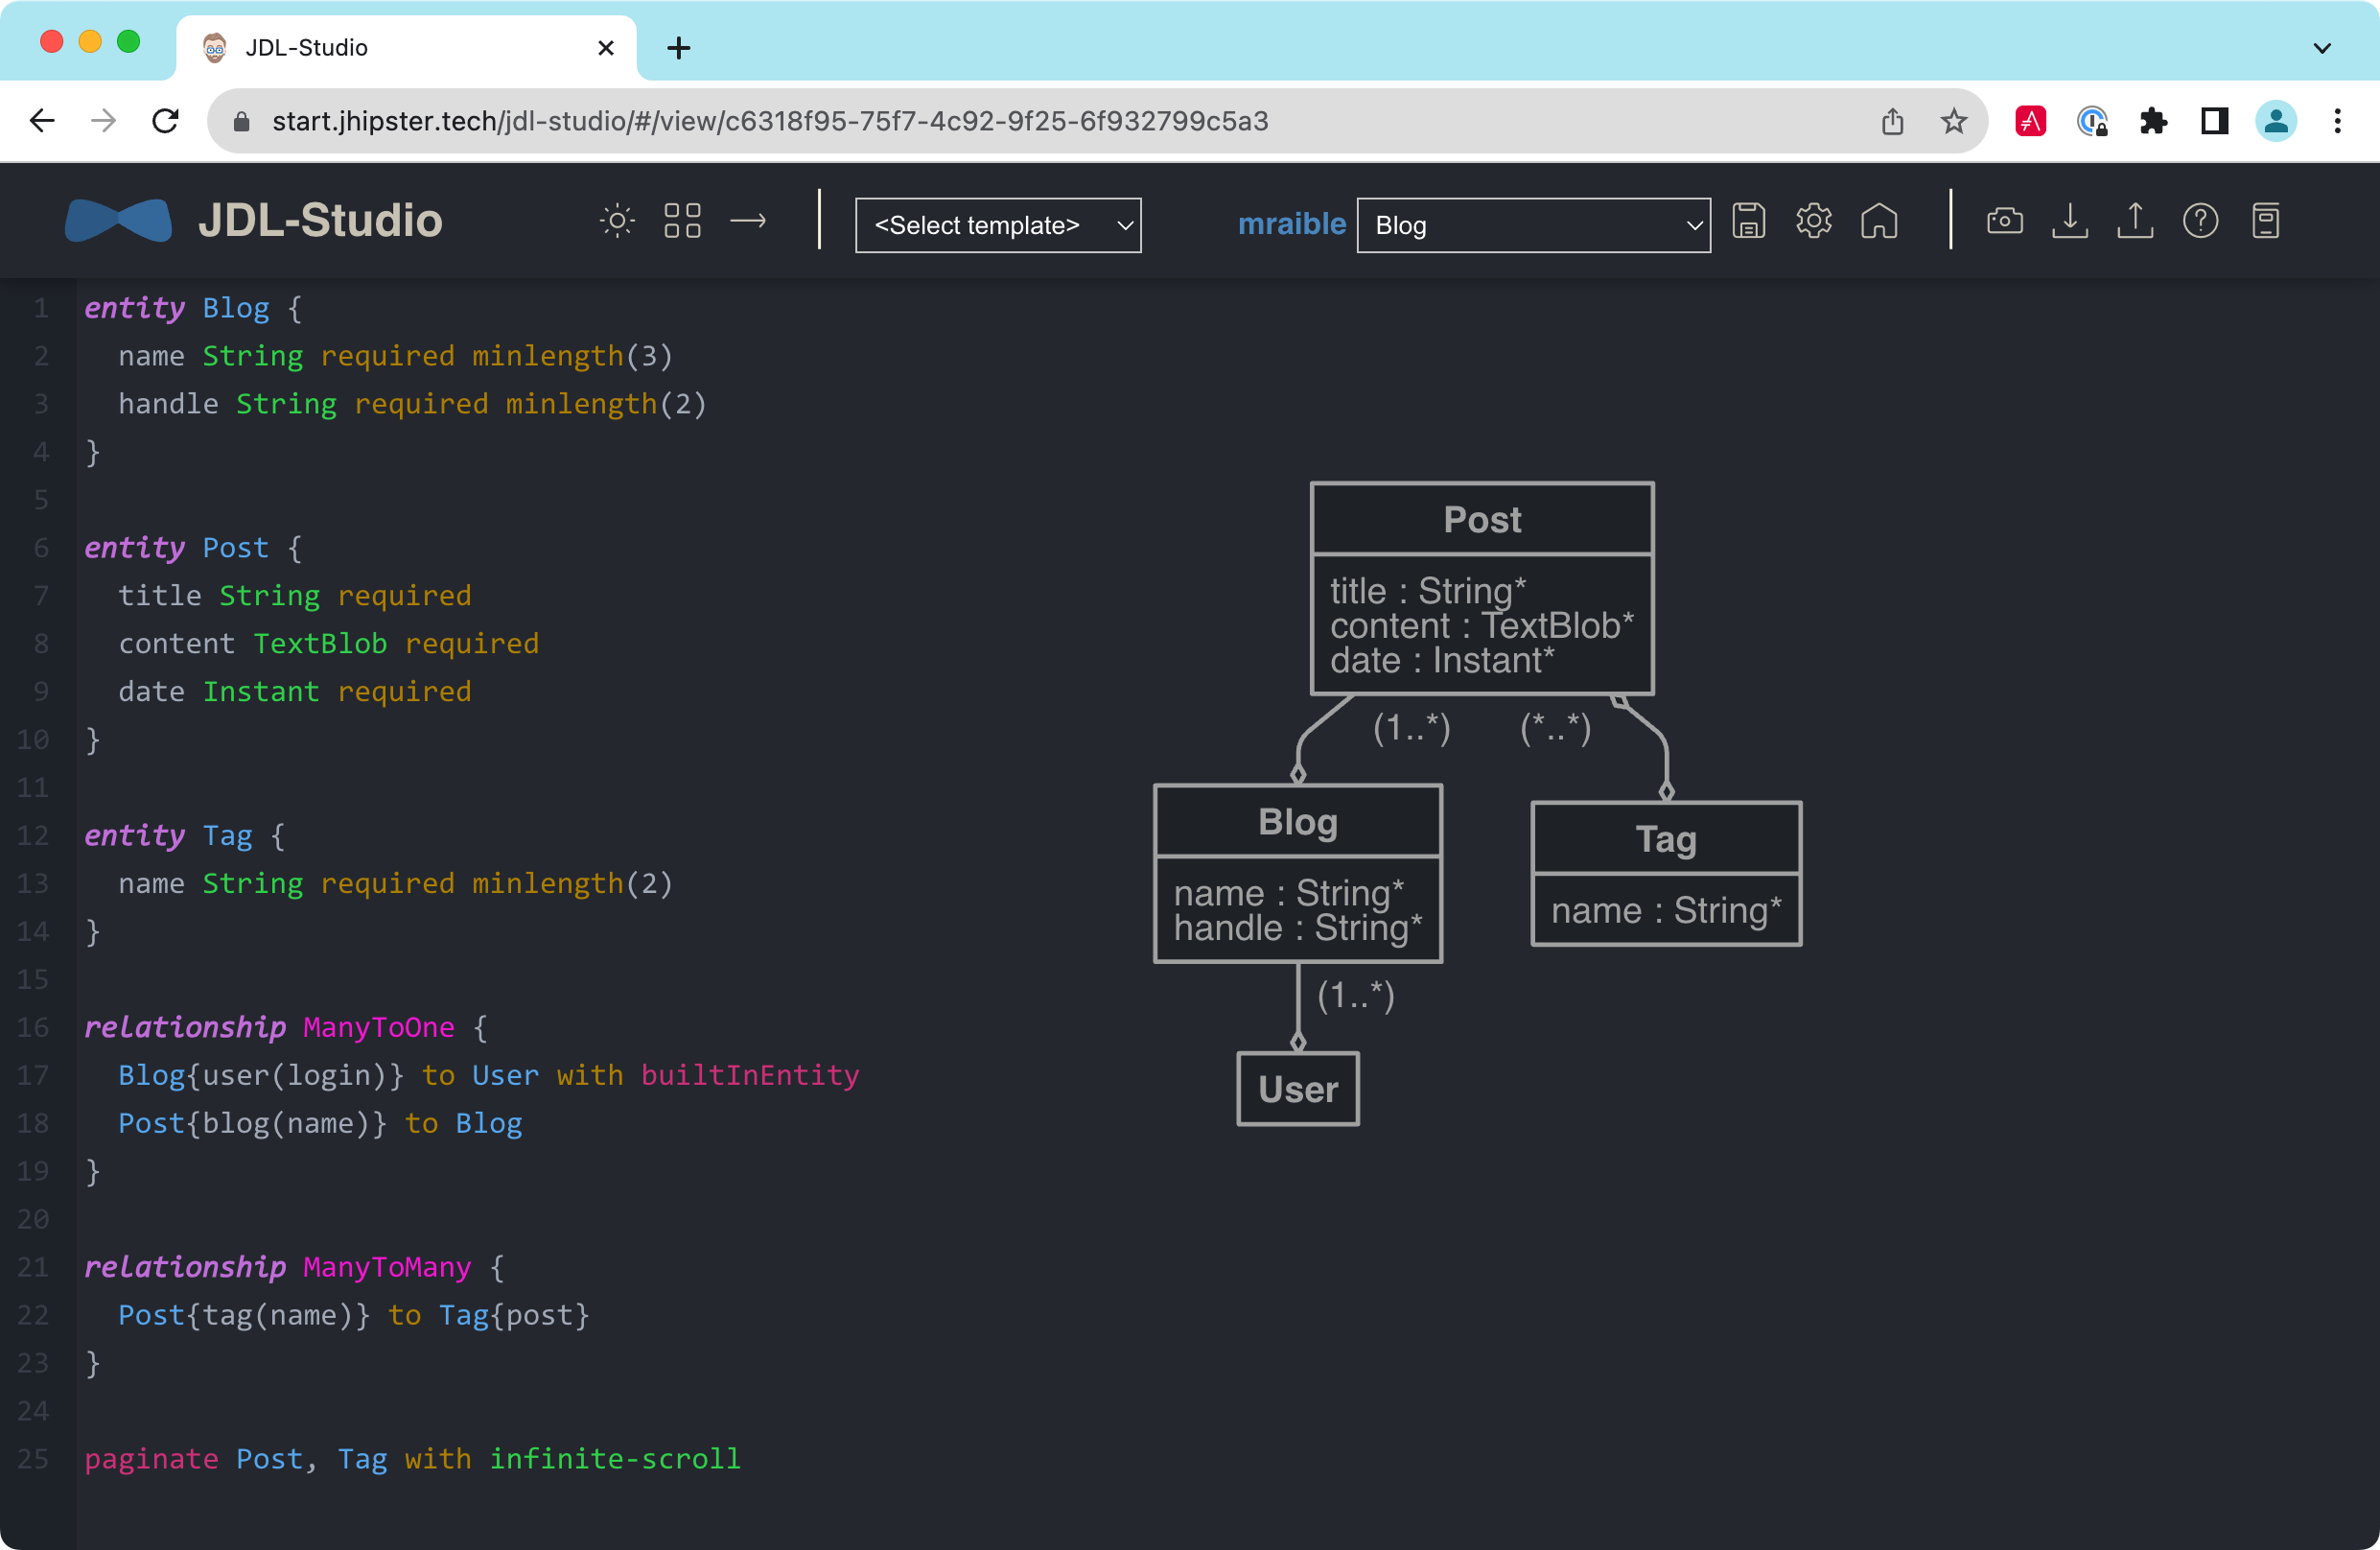 JDL-Studio
start.jhipster.tech/jdl-studio/#/view/c6318f95-75f7-4c92-9f25-6f932799c5a3
JDL-Studio
<Select template>
mraible
Blog
1 entity Blog {
2   name String required minlength(3)
3   handle String required minlength(2)
4 }
5
6 entity Post {
7   title String required
8   content TextBlob required
9   date Instant required
10 }
11
12 entity Tag {
13   name String required minlength(2)
14 }
15
16 relationship ManyToOne {
17   Blog{user(login)} to User with builtInEntity
18   Post{blog(name)} to Blog
19 }
20
21 relationship ManyToMany {
22   Post{tag(name)} to Tag{post}
23 }
24
25 paginate Post, Tag with infinite-scroll
Post
title : String*
content : TextBlob*
date : Instant*
(1..*)
(*..*)
Blog
name : String*
handle : String*
Tag
name : String*
(1..*)
User